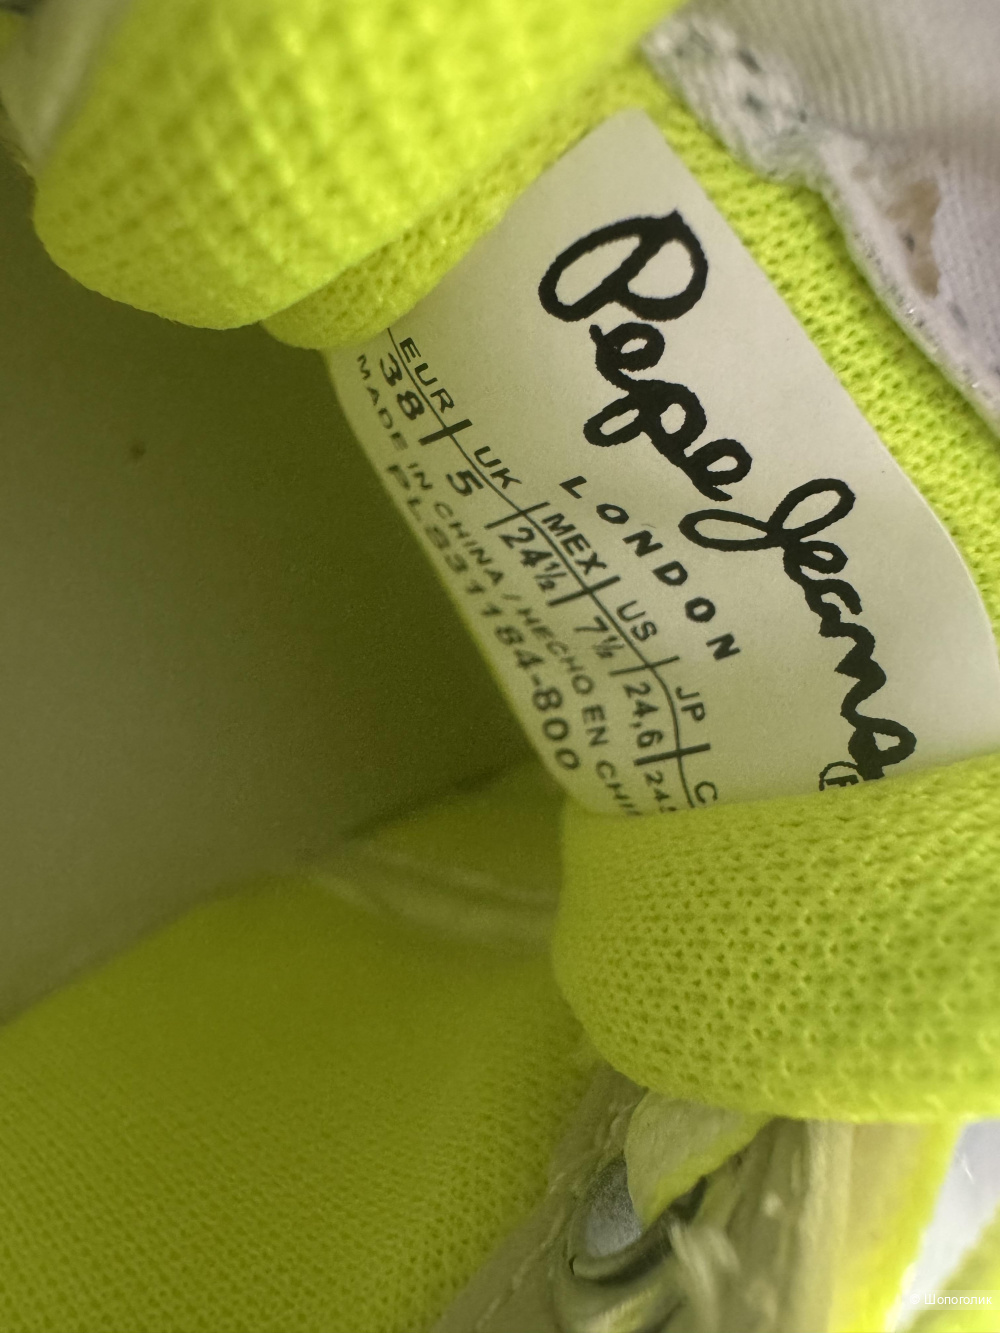 Pepe Jeans
LONDON
EUR | UK | MEX | US | JP | C
38 | 5 | 24½ | 7½ | 24,6 | 24
MADE IN CHINA / HECHO EN CHI
PLS31184-800
© Шопоголик